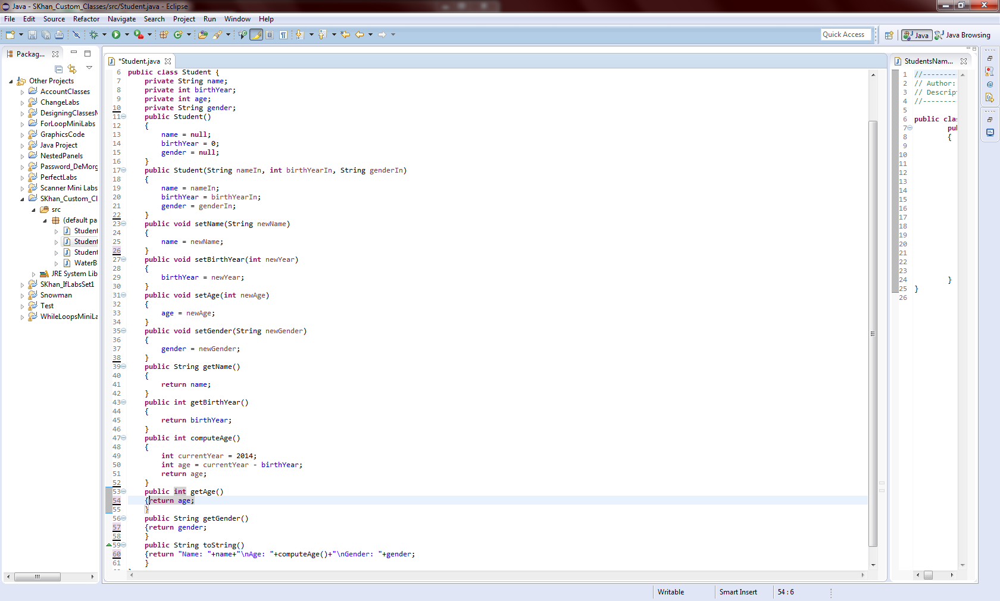 Java - SKhan_Custom_Classes/src/Student.java - Eclipse
File Edit Source Refactor Navigate Search Project Run Window Help
Quick Access
Java
Java Browsing
Packag...
Other Projects
AccountClasses
ChangeLabs
DesigningClasses
ForLoopMiniLabs
GraphicsCode
Java Project
NestedPanels
Password_DeMorg
PerfectLabs
Scanner Mini Labs
SKhan_Custom_Cl
src
(default pa
Student
Student
Student
WaterB
JRE System Lib
SKhan_IfLabsSet1
Snowman
Test
WhileLoopsMiniLa
*Student.java
6 public class Student {
7 private String name;
8 private int birthYear;
9 private int age;
10 private String gender;
11 public Student()
12 {
13 name = null;
14 birthYear = 0;
15 gender = null;
16 }
17 public Student(String nameIn, int birthYearIn, String genderIn)
18 {
19 name = nameIn;
20 birthYear = birthYearIn;
21 gender = genderIn;
22 }
23 public void setName(String newName)
24 {
25 name = newName;
26 }
27 public void setBirthYear(int newYear)
28 {
29 birthYear = newYear;
30 }
31 public void setAge(int newAge)
32 {
33 age = newAge;
34 }
35 public void setGender(String newGender)
36 {
37 gender = newGender;
38 }
39 public String getName()
40 {
41 return name;
42 }
43 public int getBirthYear()
44 {
45 return birthYear;
46 }
47 public int computeAge()
48 {
49 int currentYear = 2014;
50 int age = currentYear - birthYear;
51 return age;
52 }
53 public int getAge()
54 {return age;
55 }
56 public String getGender()
57 {return gender;
58 }
59 public String toString()
60 {return "Name: "+name+"\nAge: "+computeAge()+"\nGender: "+gender;
61 }
StudentsNam...
1 //--------
2 // Author:
3 // Descrip
4 //--------
5
6 public clas
7 pu
8 {
9
10
11
12
13
14
15
16
17
18
19
20
21
22
23
24 }
25 }
26
Writable
Smart Insert
54 : 6